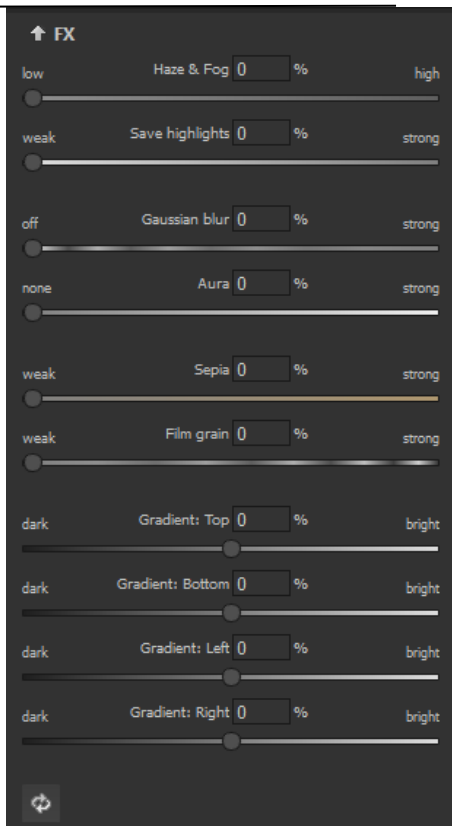 FX
low Haze & Fog 0 % high
weak Save highlights 0 % strong
off Gaussian blur 0 % strong
none Aura 0 % strong
weak Sepia 0 % strong
weak Film grain 0 % strong
dark Gradient: Top 0 % bright
dark Gradient: Bottom 0 % bright
dark Gradient: Left 0 % bright
dark Gradient: Right 0 % bright